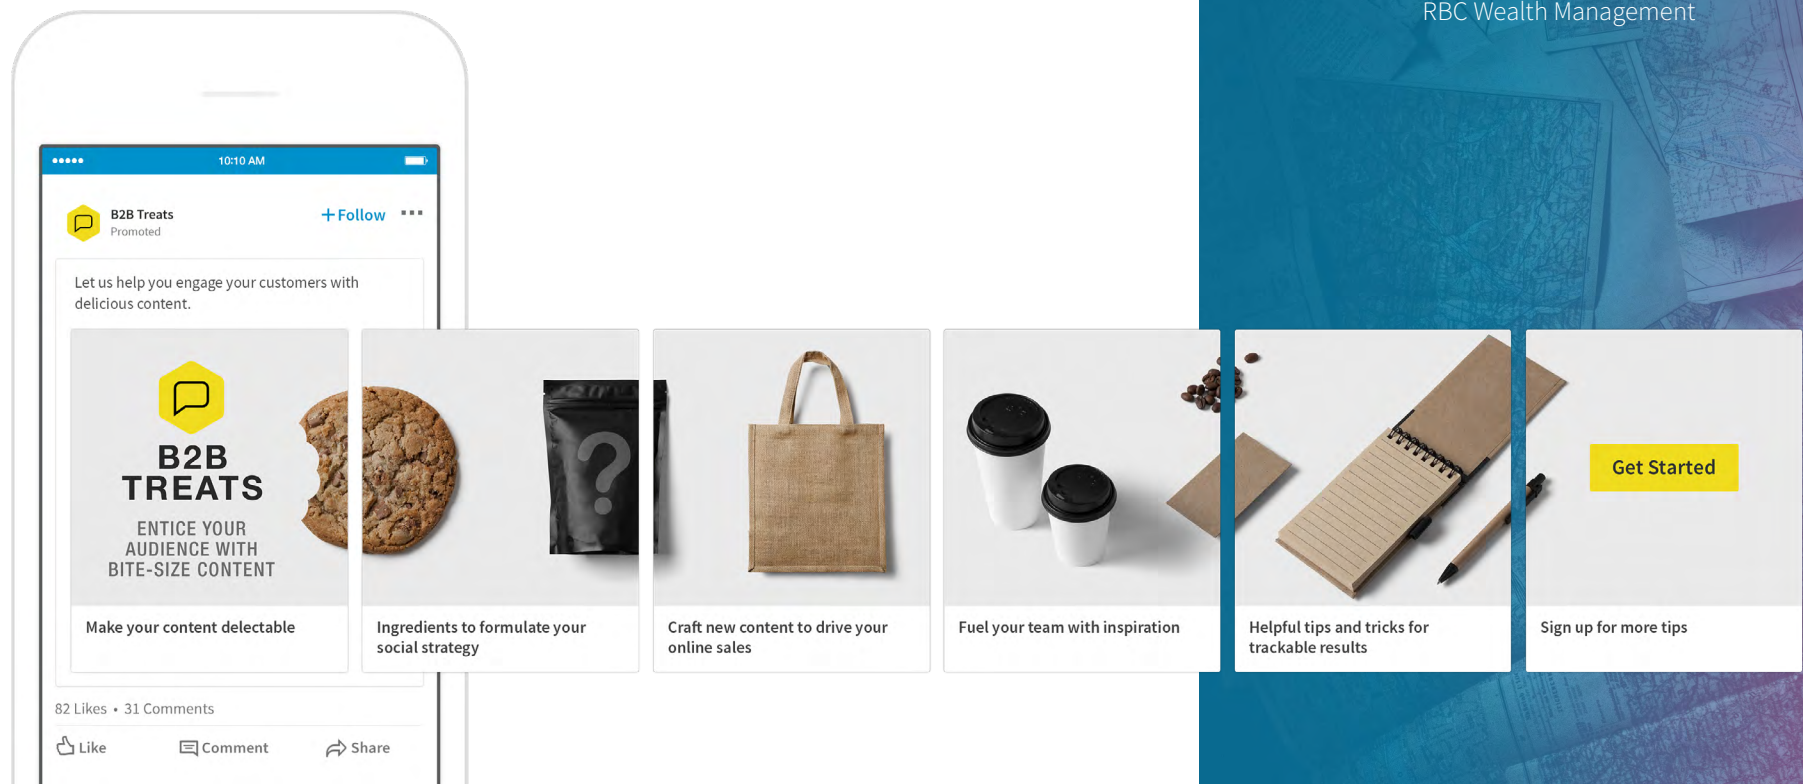 RBC Wealth Management
10:10 AM
B2B Treats
Promoted
+Follow
Let us help you engage your customers with
delicious content.
B2B
TREATS
ENTICE YOUR
AUDIENCE WITH
BITE-SIZE CONTENT
Make your content delectable
?
Ingredients to formulate your
social strategy
Craft new content to drive your
online sales
Fuel your team with inspiration
Helpful tips and tricks for
trackable results
Get Started
Sign up for more tips
82 Likes • 31 Comments
Like
Comment
Share